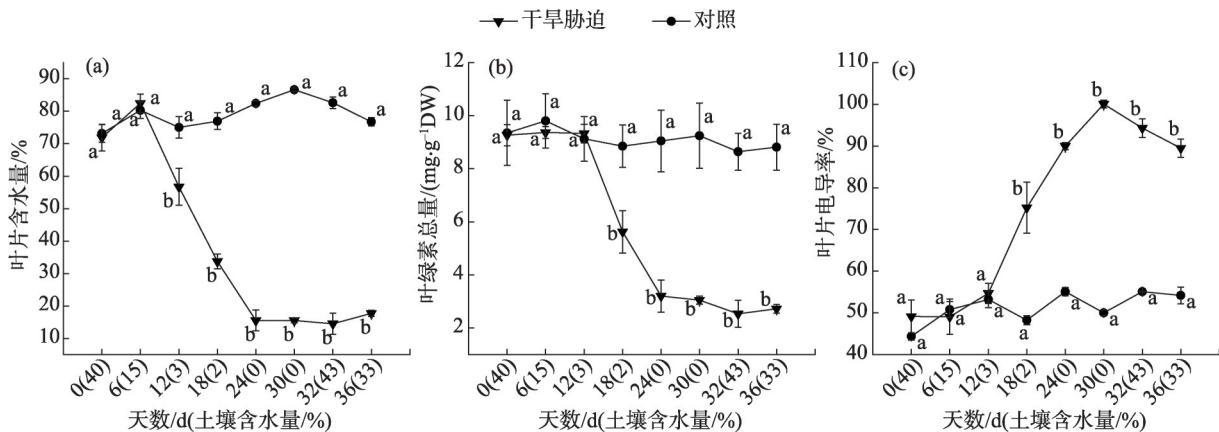 干旱胁迫 对照
(a)
叶片含水量/%
90
80
70
60
50
40
30
20
10
a a a a a a a a a a
b b b b b b
0(40) 6(15) 12(3) 18(2) 24(0) 30(0) 32(43) 36(33)
天数/d(土壤含水量/%)
(b)
叶绿素总量/(mg·g⁻¹DW)
12
10
8
6
4
2
a a a a a a a a a a a
b b b b b
0(40) 6(15) 12(3) 18(2) 24(0) 30(0) 32(43) 36(33)
天数/d(土壤含水量/%)
(c)
叶片电导率/%
110
100
90
80
70
60
50
40
b b b b b
a a a a a a a a a a a
0(40) 6(15) 12(3) 18(2) 24(0) 30(0) 32(43) 36(33)
天数/d(土壤含水量/%)